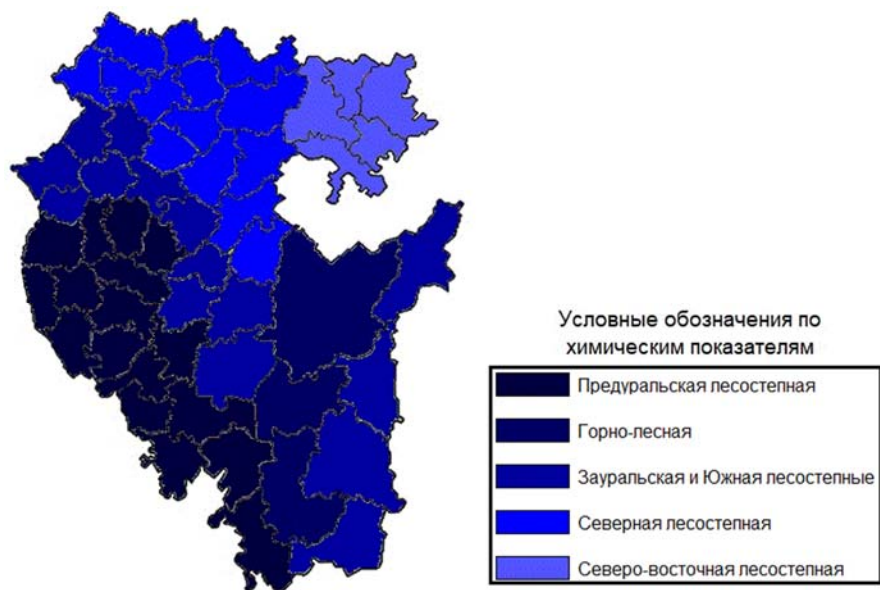 Условные обозначения по
химическим показателям
Предуральская лесостепная
Горно-лесная
Зауральская и Южная лесостепные
Северная лесостепная
Северо-восточная лесостепная